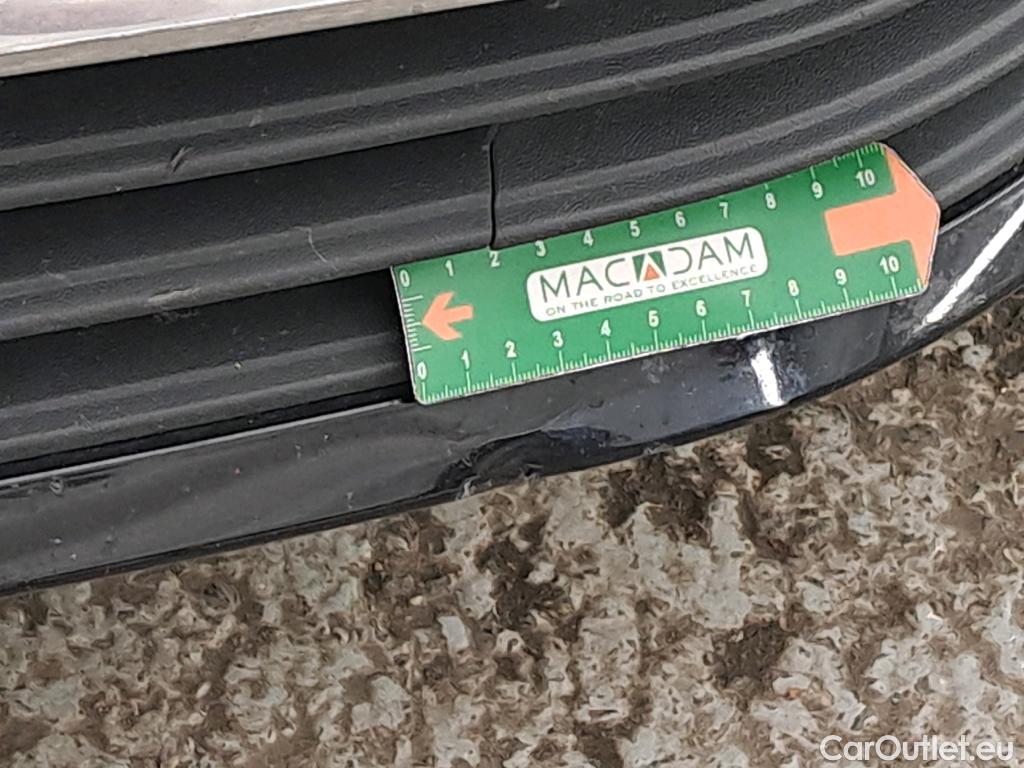 0 1 2 3 4 5 6 7 8 9 10
MACADAM
ON THE ROAD TO EXCELLENCE
0 1 2 3 4 5 6 7 8 9 10
CarOutlet.eu